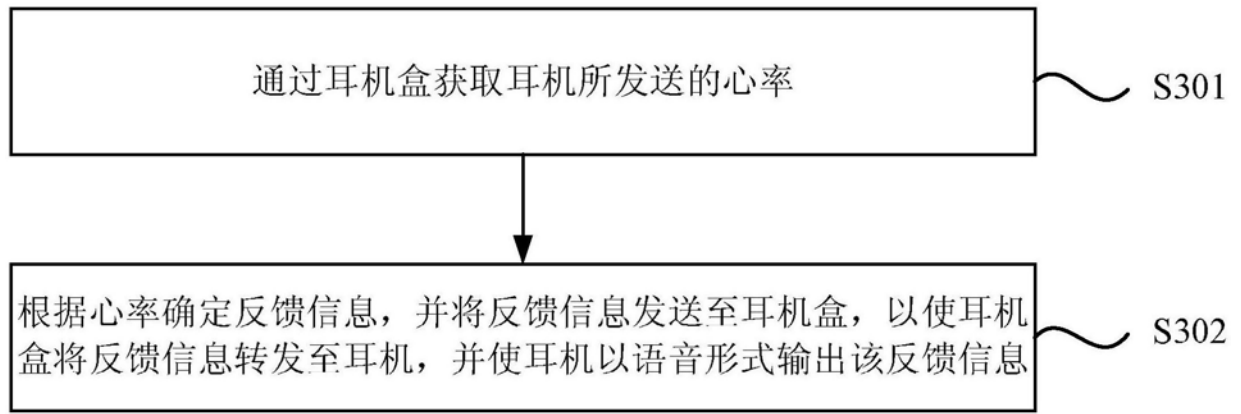 通过耳机盒获取耳机所发送的心率
S301
根据心率确定反馈信息，并将反馈信息发送至耳机盒，以使耳机
盒将反馈信息转发至耳机，并使耳机以语音形式输出该反馈信息
S302